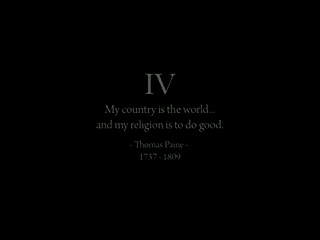 IV
My country is the world...
and my religion is to do good.
- Thomas Paine -
1737 - 1809